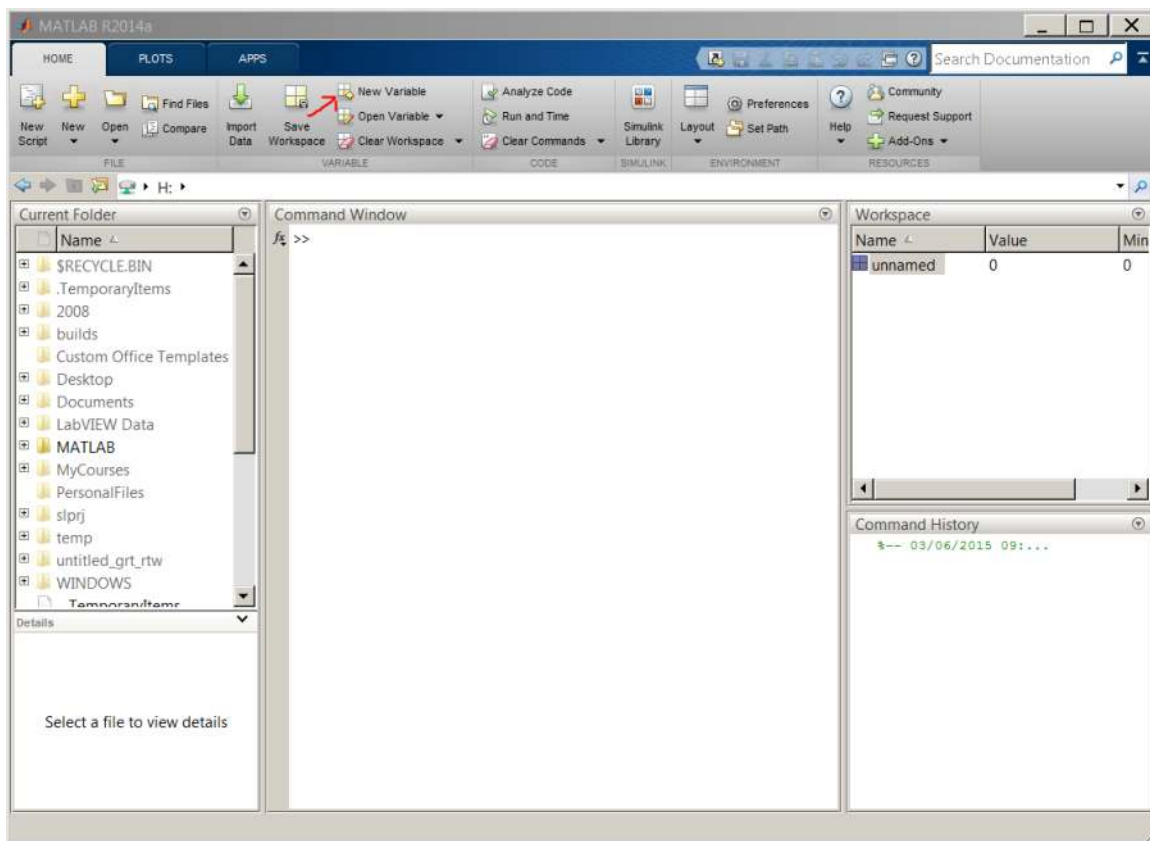 MATLAB R2014a
HOME PLOTS APPS
Search Documentation
New Script
New
Open
Find Files
Compare
Import Data
Save Workspace
New Variable
Open Variable
Clear Workspace
Analyze Code
Run and Time
Clear Commands
Simulink Library
Layout
Preferences
Set Path
Help
Community
Request Support
Add-Ons
FILE VARIABLE CODE SIMULINK ENVIRONMENT RESOURCES
H:
Current Folder
Name
$RECYCLE.BIN
.TemporaryItems
2008
builds
Custom Office Templates
Desktop
Documents
LabVIEW Data
MATLAB
MyCourses
PersonalFiles
slprj
temp
untitled_grt_rtw
WINDOWS
._.TemporaryItems
Details
Select a file to view details
Command Window
fx >>
Workspace
Name Value Min
unnamed 0 0
Command History
%-- 03/06/2015 09:...